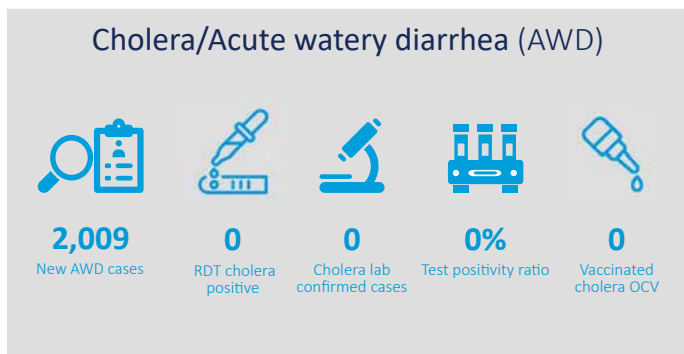 Cholera/Acute watery diarrhea (AWD)
2,009
New AWD cases
0
RDT cholera
positive
0
Cholera lab
confirmed cases
0%
Test positivity ratio
0
Vaccinated
cholera OCV